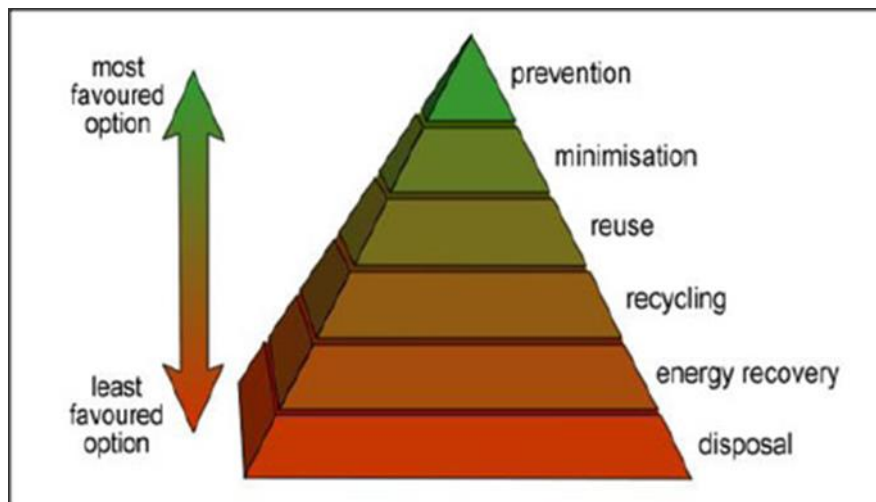 most
favoured
option
prevention
minimisation
reuse
recycling
energy recovery
disposal
least
favoured
option